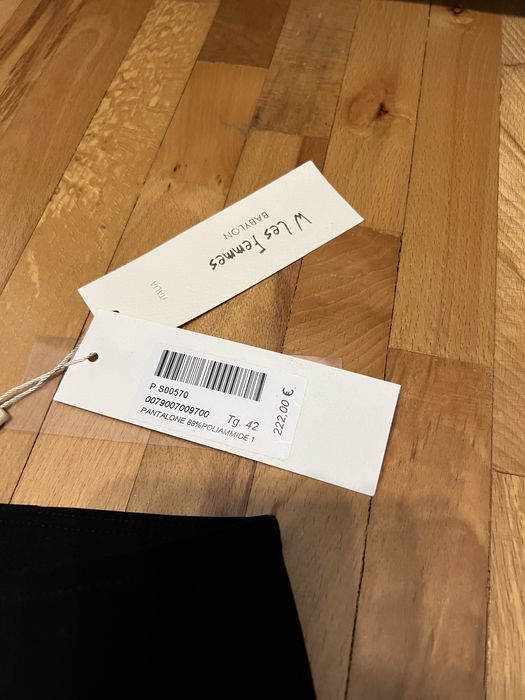 W Les Femmes
BABYLON
ITALIA
P S00570
0079007009700
Tg. 42
PANTALONE 88%POLIAMMIDE 1
222,00 €.